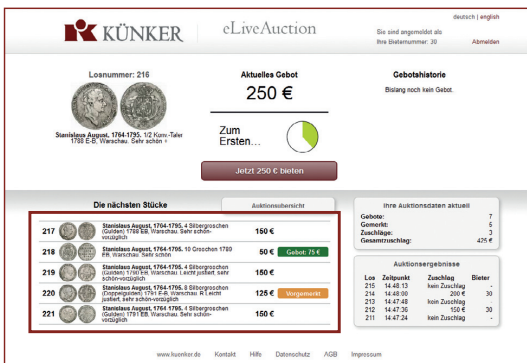 deutsch | english
KÜNKER
eLiveAuction
Sie sind angemeldet als
Ihre Bieternummer: 30
Abmelden
Losnummer: 216
Stanislaus August, 1764-1795. 1/2 Konv.-Taler
1788 E-B, Warschau. Sehr schön +
Aktuelles Gebot
250 €
Zum
Ersten...
Jetzt 250 € bieten
Gebotshistorie
Bislang noch kein Gebot.
Die nächsten Stücke
Auktionsübersicht
217 Stanislaus August, 1764-1795. 4 Silbergroschen 150 €
(Gulden) 1788 EB, Warschau. Sehr schön-
vorzüglich
218 Stanislaus August, 1764-1795. 10 Groschen 1788 50 € Gebot: 75 €
EB, Warschau. Sehr schön
219 Stanislaus August, 1764-1795. 4 Silbergroschen 150 €
(Gulden) 1790 EB, Warschau. Leicht justiert, sehr
schön-vorzüglich
220 Stanislaus August, 1764-1795. 8 Silbergroschen 125 € Vorgemerkt
(Doppelgulden) 1791 E-B, Warschau. R Leicht
justiert, sehr schön-vorzüglich
221 Stanislaus August, 1764-1795. 4 Silbergroschen 150 €
(Gulden) 1791 EB, Warschau. Sehr schön-
vorzüglich
Ihre Auktionsdaten aktuell
Gebote: 7
Gemerkt: 5
Zuschläge: 3
Gesamtzuschlag: 425 €
Auktionsergebnisse
Los Zeitpunkt Zuschlag Bieter
215 14:48:13 kein Zuschlag -
214 14:48:00 200 € 30
213 14:47:48 kein Zuschlag -
212 14:47:36 150 € 30
211 14:47:24 kein Zuschlag -
www.kuenker.de Kontakt Hilfe Datenschutz AGB Impressum